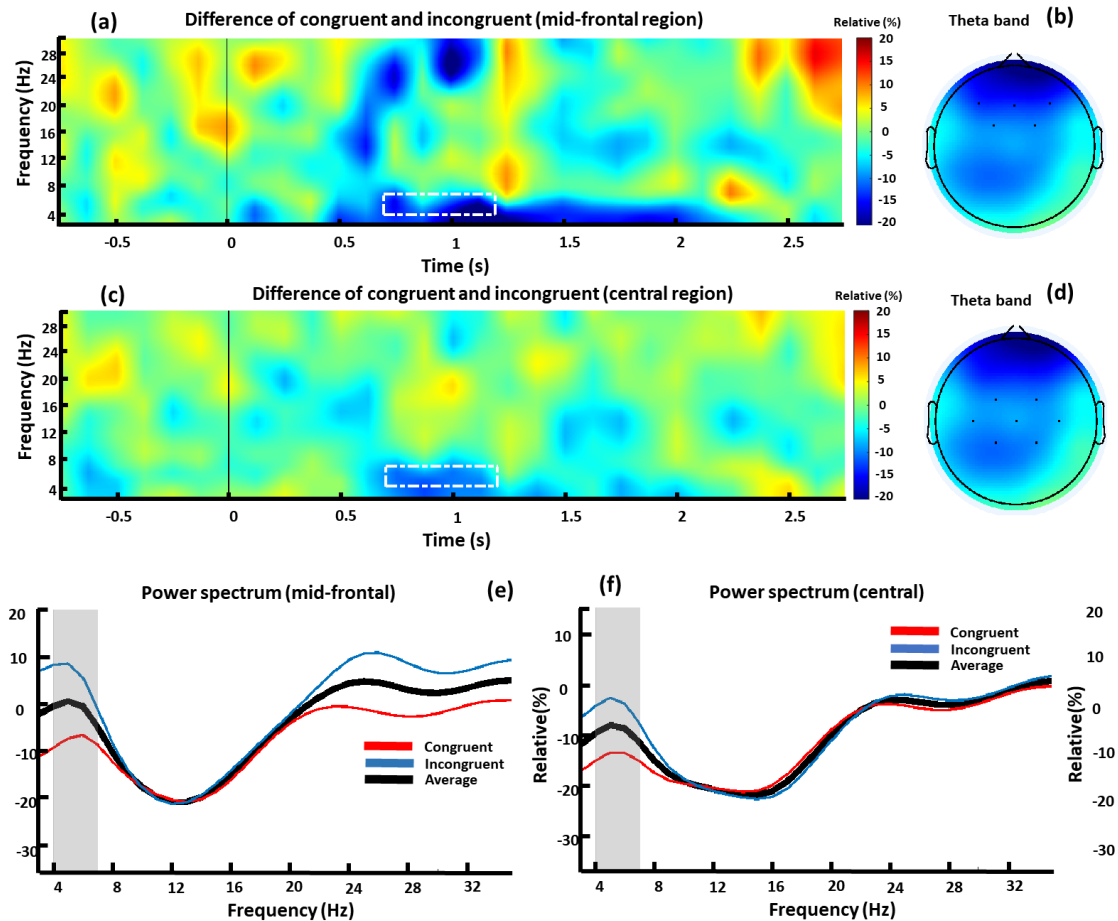 (a)
Difference of congruent and incongruent (mid-frontal region)
Relative (%)
Theta band
(b)
Frequency (Hz)
28
24
20
16
12
8
4
-0.5
0
0.5
1
1.5
2
2.5
Time (s)
20
15
10
5
0
-5
-10
-15
-20
(c)
Difference of congruent and incongruent (central region)
Relative (%)
Theta band
(d)
Frequency (Hz)
28
24
20
16
12
8
4
-0.5
0
0.5
1
1.5
2
2.5
Time (s)
20
15
10
5
0
-5
-10
-15
-20
Power spectrum (mid-frontal)
(e)
20
10
0
-10
-20
-30
Congruent
Incongruent
Average
4
8
12
16
20
24
28
32
Frequency (Hz)
(f)
Power spectrum (central)
Relative(%)
10
0
-10
-20
-30
Congruent
Incongruent
Average
4
8
12
16
20
24
28
32
Frequency (Hz)
Relative(%)
20
10
0
-10
-20
-30